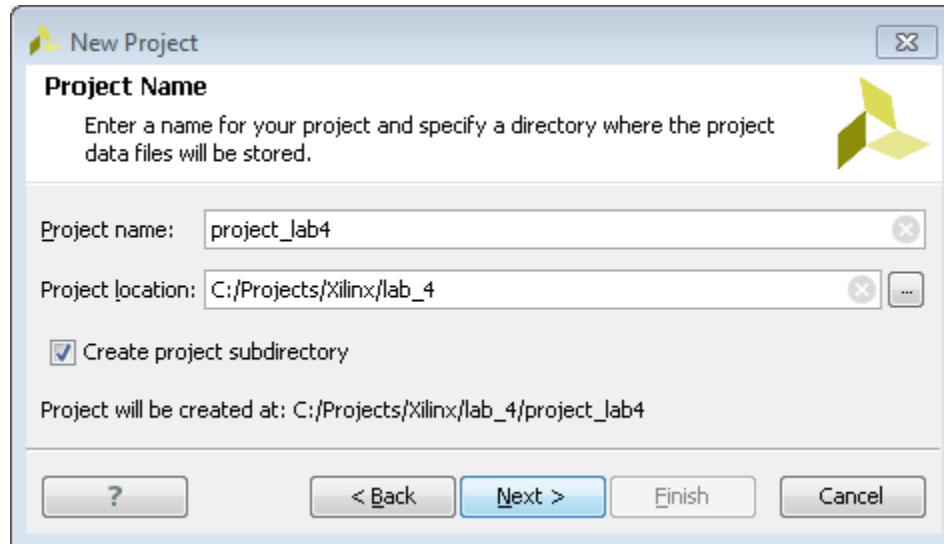 New Project
Project Name
Enter a name for your project and specify a directory where the project
data files will be stored.
Project name: project_lab4
Project location: C:/Projects/Xilinx/lab_4 ...
Create project subdirectory
Project will be created at: C:/Projects/Xilinx/lab_4/project_lab4
? < Back Next > Finish Cancel